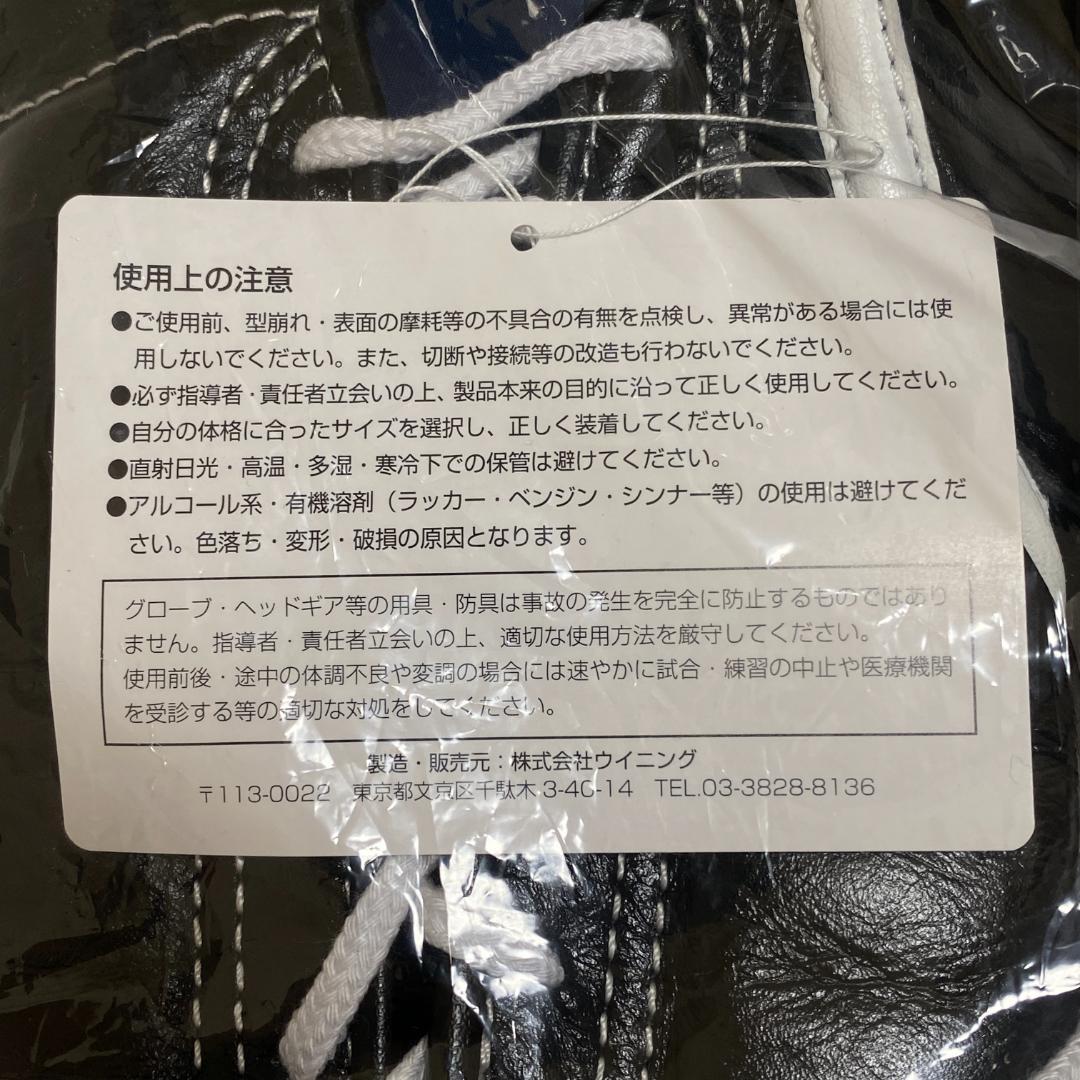 使用上の注意
●ご使用前、型崩れ・表面の摩耗等の不具合の有無を点検し、異常がある場合には使
用しないでください。また、切断や接続等の改造も行わないでください。
●必ず指導者・責任者立会いの上、製品本来の目的に沿って正しく使用してください。
●自分の体格に合ったサイズを選択し、正しく装着してください。
●直射日光・高温・多湿・寒冷下での保管は避けてください。
●アルコール系・有機溶剤（ラッカー・ベンジン・シンナー等）の使用は避けてくだ
さい。色落ち・変形・破損の原因となります。
グローブ・ヘッドギア等の用具・防具は事故の発生を完全に防止するものではあり
ません。指導者・責任者立会いの上、適切な使用方法を厳守してください。
使用前後・途中の体調不良や変調の場合には速やかに試合・練習の中止や医療機関
を受診する等の適切な対処をしてください。
製造・販売元：株式会社ウイニング
〒113-0022 東京都文京区千駄木 3-40-14 TEL.03-3828-8136